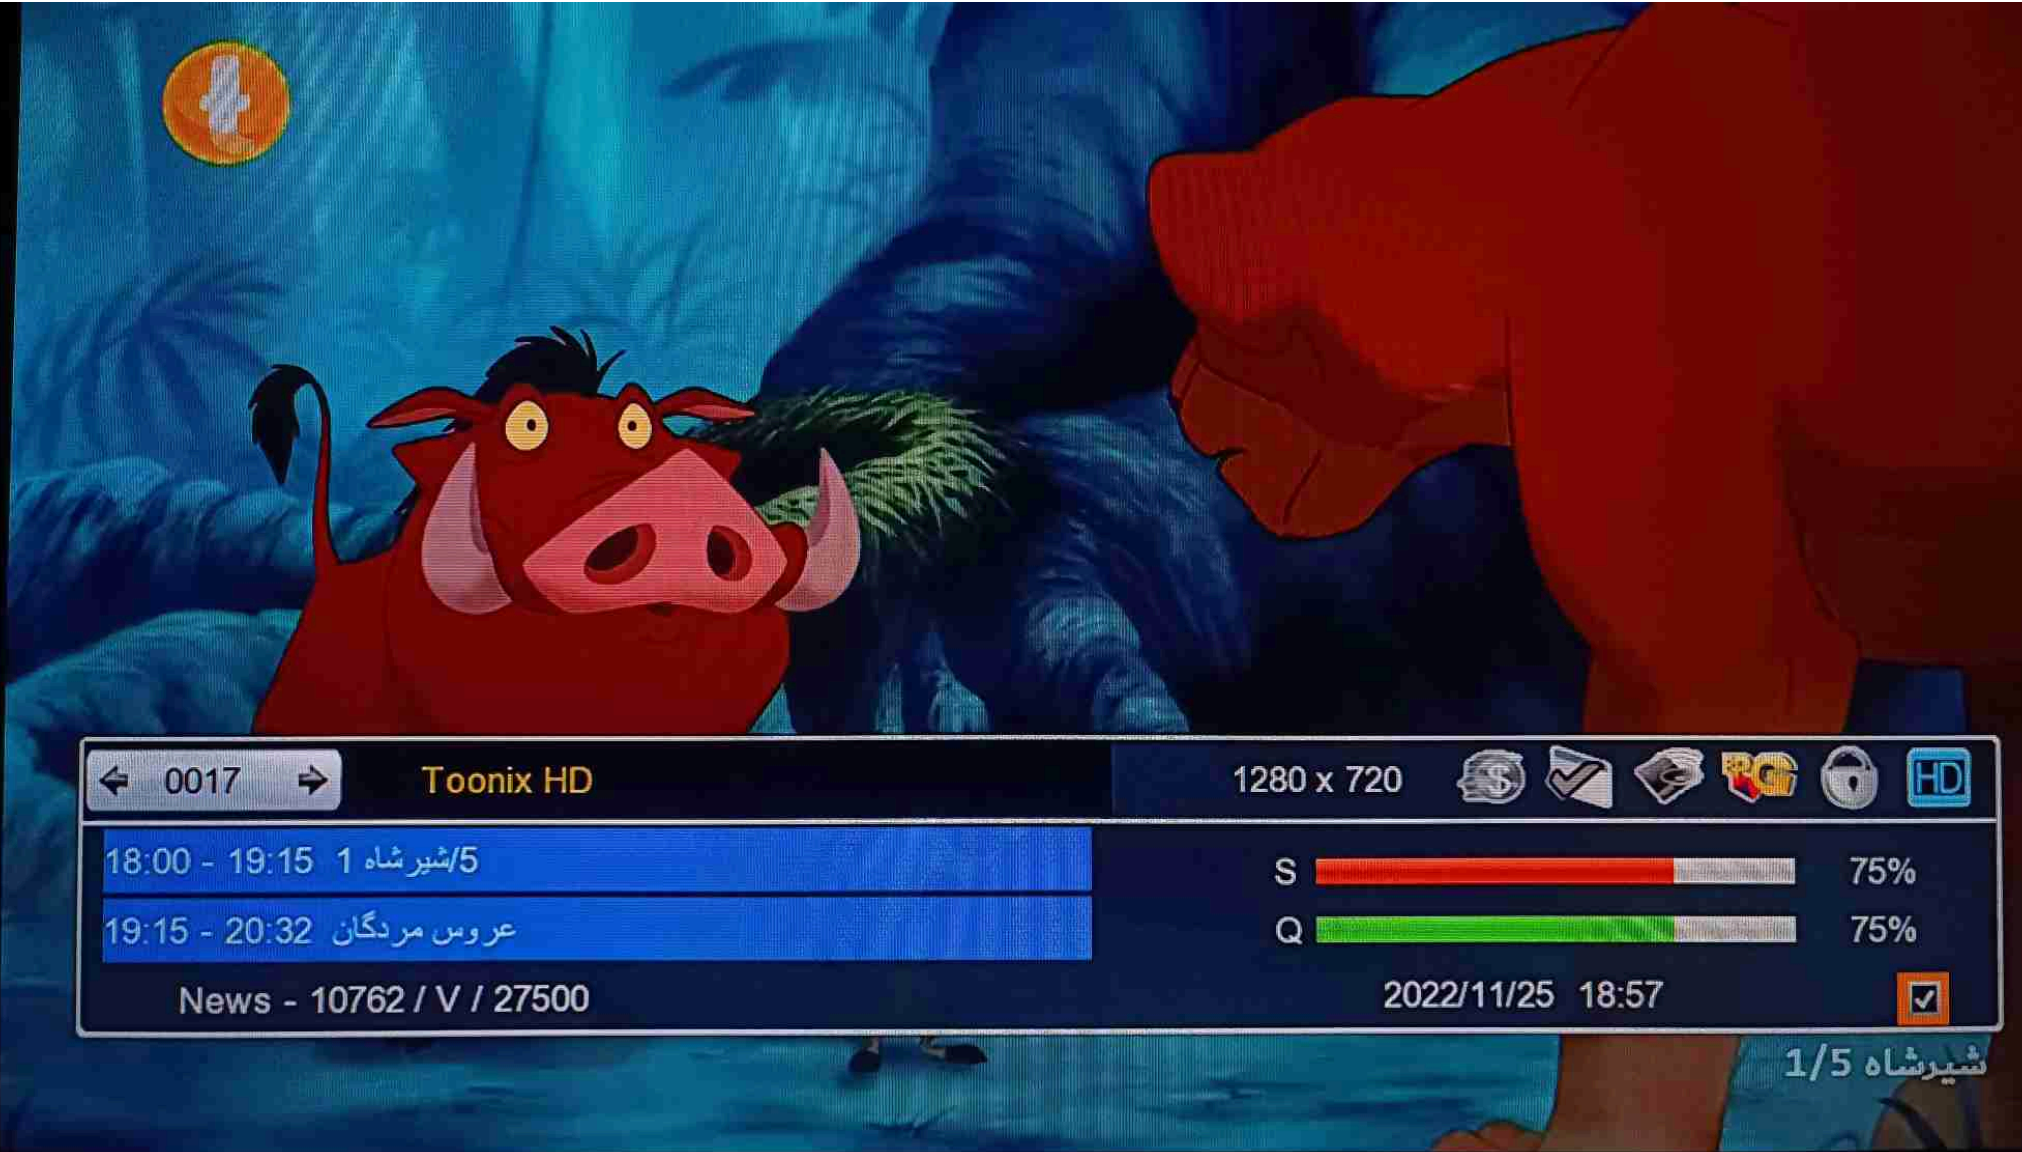 0017
Toonix HD
1280 x 720
HD
18:00 - 19:15 1 شیرشاه/5
19:15 - 20:32 عروس مردگان
News - 10762 / V / 27500
S 75%
Q 75%
2022/11/25 18:57
شیرشاه 1/5